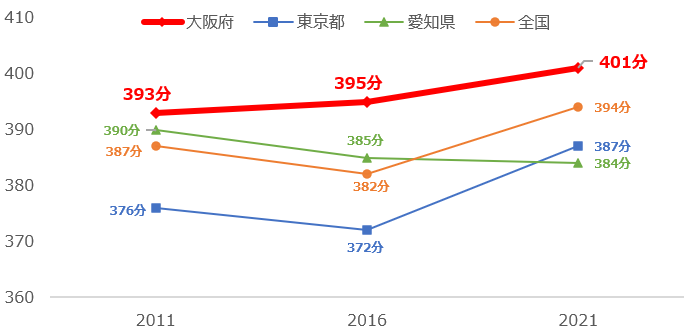 410
大阪府 東京都 愛知県 全国
400
401分
393分
395分
394分
390
390分
385分
387分
387分
384分
380
382分
376分
372分
370
360
2011 2016 2021